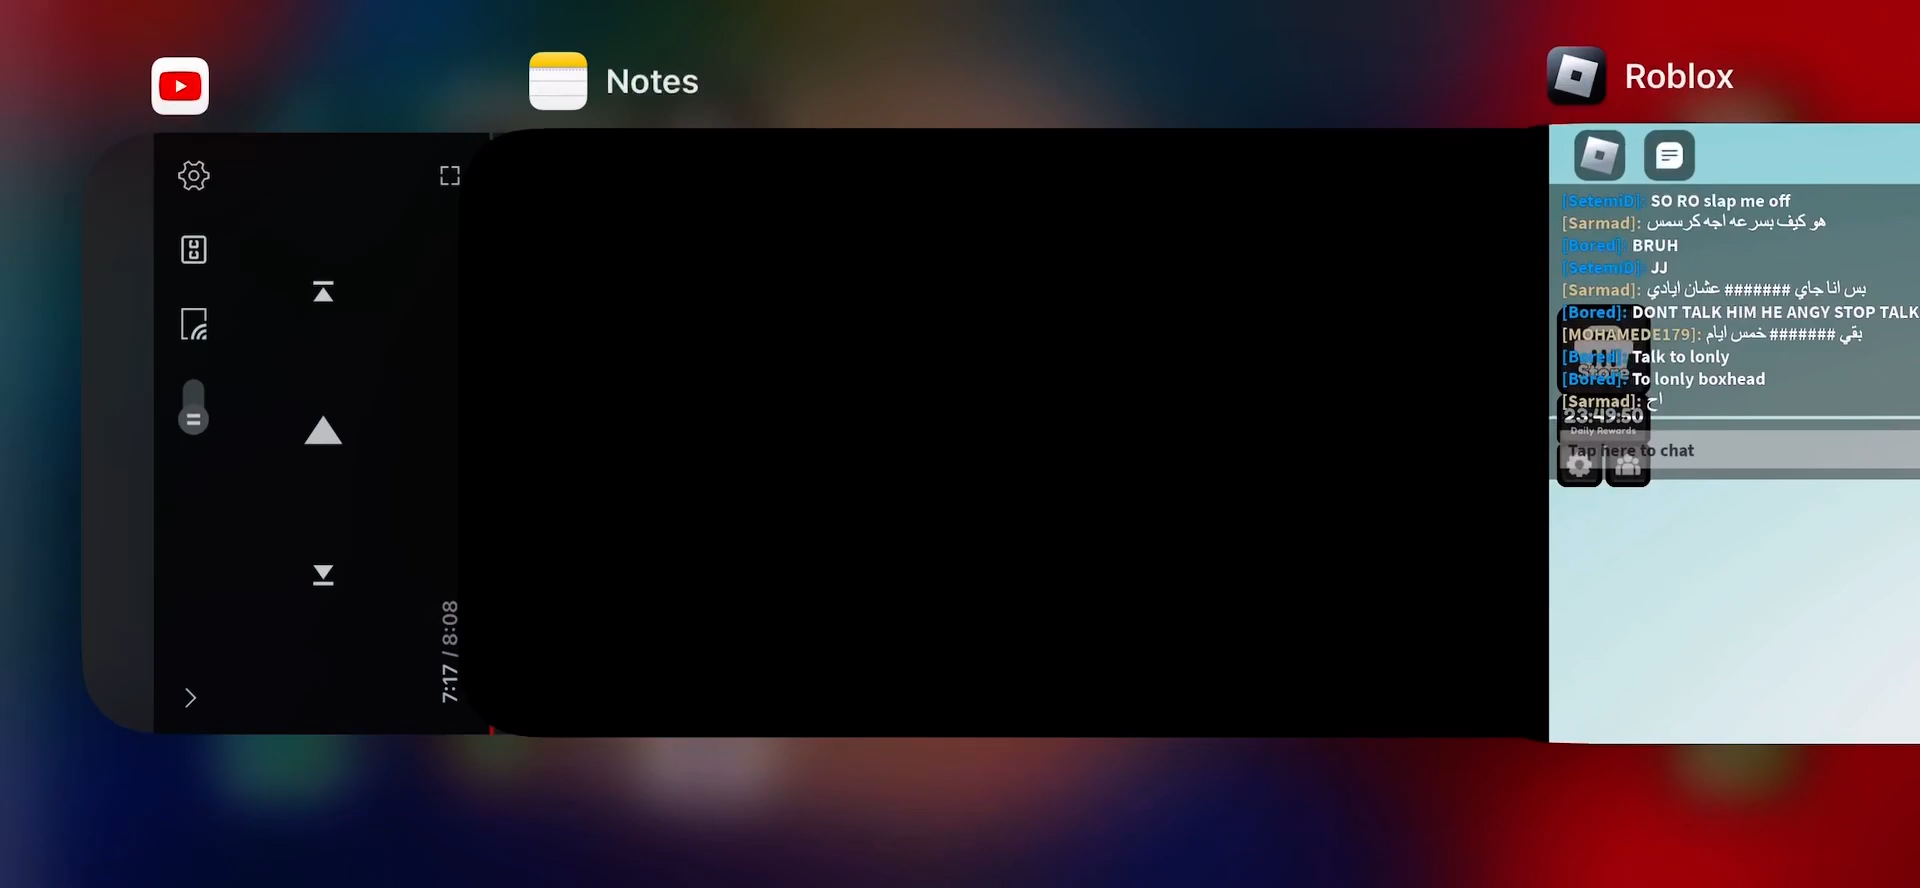 Notes
Roblox
7:17 / 8:08
[SetemiD]: SO RO slap me off
[Sarmad]: هو كيف بسرعه اجه كرسمس
[Bored]: BRUH
[SetemiD]: JJ
[Sarmad]: بس انا جاي ####### عشان ايادي
[Bored]: DONT TALK HIM HE ANGY STOP TALK
[MOHAMEDE179]: بقي ####### خمس ايام
[Bored]: Talk to lonly
[Bored]: To lonly boxhead
[Sarmad]: اح
Store
23:49:50
Daily Rewards
Tap here to chat